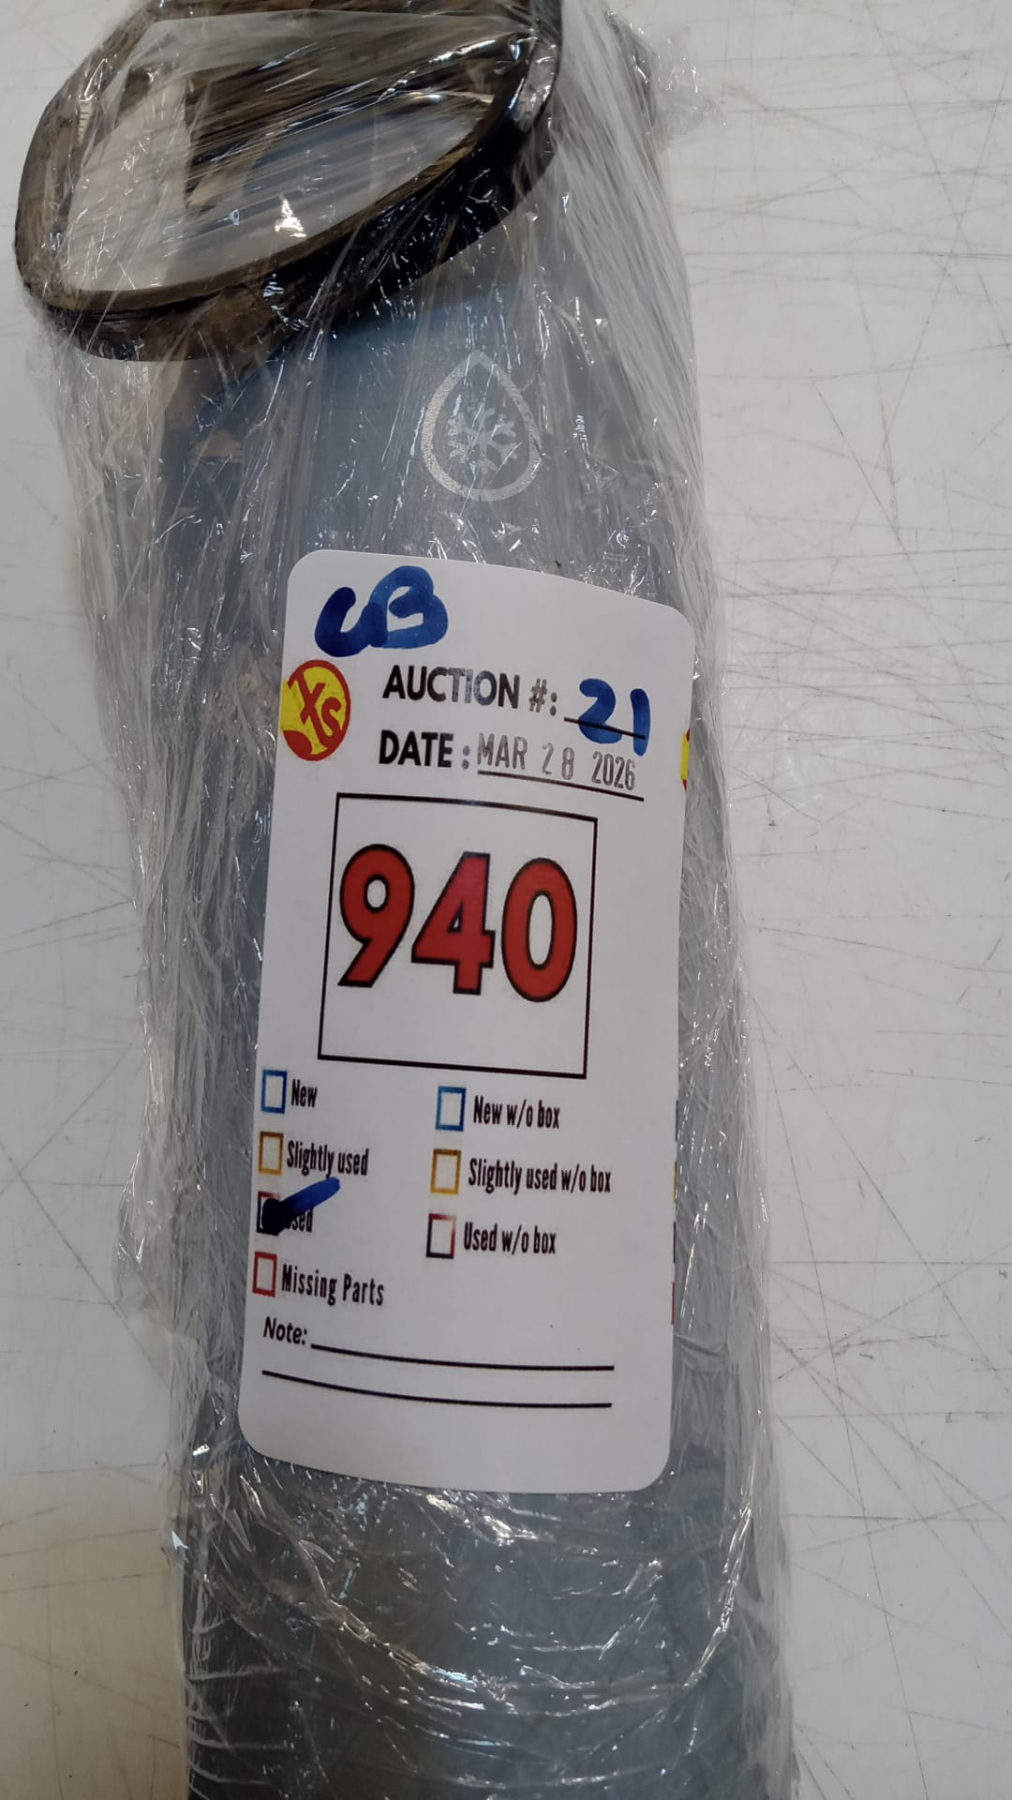 CB
XS
AUCTION #: 21
DATE: MAR 28 2026
940
New
New w/o box
Slightly used
Slightly used w/o box
Used
Used w/o box
Missing Parts
Note: